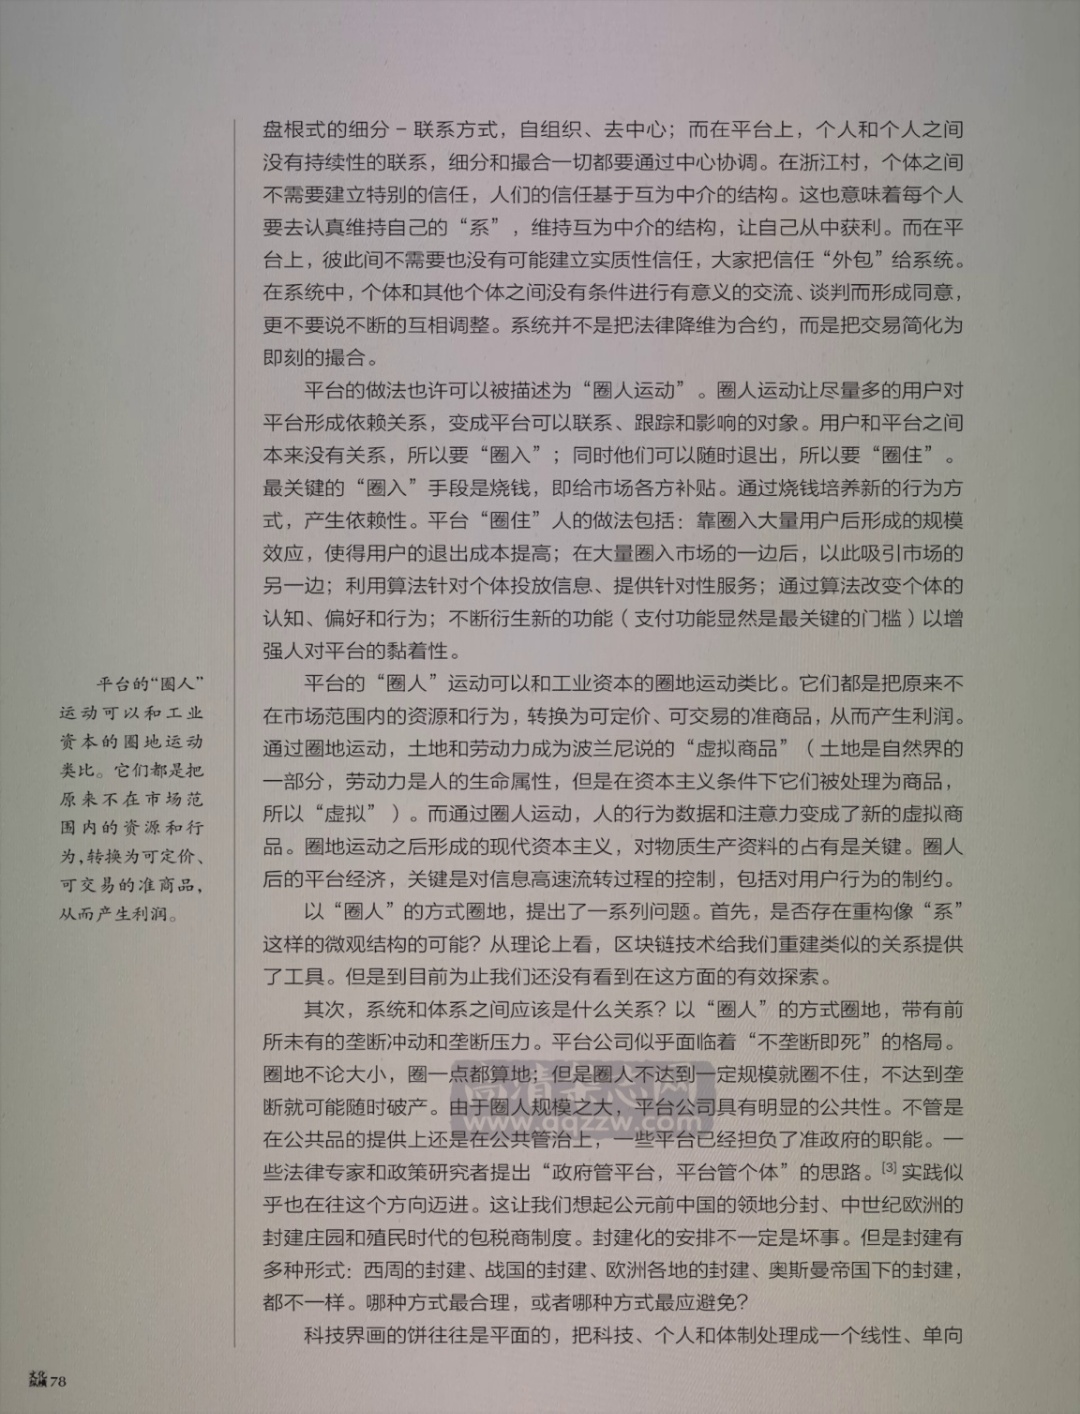 盘根式的细分－联系方式，自组织、去中心；而在平台上，个人和个人之间
没有持续性的联系，细分和撮合一切都要通过中心协调。在浙江村，个体之间
不需要建立特别的信任，人们的信任基于互为中介的结构。这也意味着每个人
要去认真维持自己的“系”，维持互为中介的结构，让自己从中获利。而在平
台上，彼此间不需要也没有可能建立实质性信任，大家把信任“外包”给系统。
在系统中，个体和其他个体之间没有条件进行有意义的交流、谈判而形成同意，
更不要说不断的互相调整。系统并不是把法律降维为合约，而是把交易简化为
即刻的撮合。
平台的做法也许可以被描述为“圈人运动”。圈人运动让尽量多的用户对
平台形成依赖关系，变成平台可以联系、跟踪和影响的对象。用户和平台之间
本来没有关系，所以要“圈入”；同时他们可以随时退出，所以要“圈住”。
最关键的“圈入”手段是烧钱，即给市场各方补贴。通过烧钱培养新的行为方
式，产生依赖性。平台“圈住”人的做法包括：靠圈入大量用户后形成的规模
效应，使得用户的退出成本提高；在大量圈入市场的一边后，以此吸引市场的
另一边；利用算法针对个体投放信息、提供针对性服务；通过算法改变个体的
认知、偏好和行为；不断衍生新的功能（支付功能显然是最关键的门槛）以增
强人对平台的黏着性。
平台的“圈人”运动可以和工业资本的圈地运动类比。它们都是把原来不
在市场范围内的资源和行为，转换为可定价、可交易的准商品，从而产生利润。
通过圈地运动，土地和劳动力成为波兰尼说的“虚拟商品”（土地是自然界的
一部分，劳动力是人的生命属性，但是在资本主义条件下它们被处理为商品，
所以“虚拟”）。而通过圈人运动，人的行为数据和注意力变成了新的虚拟商
品。圈地运动之后形成的现代资本主义，对物质生产资料的占有是关键。圈人
后的平台经济，关键是对信息高速流转过程的控制，包括对用户行为的制约。
以“圈人”的方式圈地，提出了一系列问题。首先，是否存在重构像“系”
这样的微观结构的可能？从理论上看，区块链技术给我们重建类似的关系提供
了工具。但是到目前为止我们还没有看到在这方面的有效探索。
其次，系统和体系之间应该是什么关系？以“圈人”的方式圈地，带有前
所未有的垄断冲动和垄断压力。平台公司似乎面临着“不垄断即死”的格局。
圈地不论大小，圈一点都算地；但是圈人不达到一定规模就圈不住，不达到垄
断就可能随时破产。由于圈人规模之大，平台公司具有明显的公共性。不管是
在公共品的提供上还是在公共管治上，一些平台已经担负了准政府的职能。一
些法律专家和政策研究者提出“政府管平台，平台管个体”的思路。[3]实践似
乎也在往这个方向迈进。这让我们想起公元前中国的领地分封、中世纪欧洲的
封建庄园和殖民时代的包税商制度。封建化的安排不一定是坏事。但是封建有
多种形式：西周的封建、战国的封建、欧洲各地的封建、奥斯曼帝国下的封建，
都不一样。哪种方式最合理，或者哪种方式最应避免？
科技界画的饼往往是平面的，把科技、个人和体制处理成一个线性、单向
平台的“圈人”
运动可以和工业
资本的圈地运动
类比。它们都是把
原来不在市场范
围内的资源和行
为，转换为可定价、
可交易的准商品，
从而产生利润。
高清杂志网
www.gqzzw.com
文化纵横 78